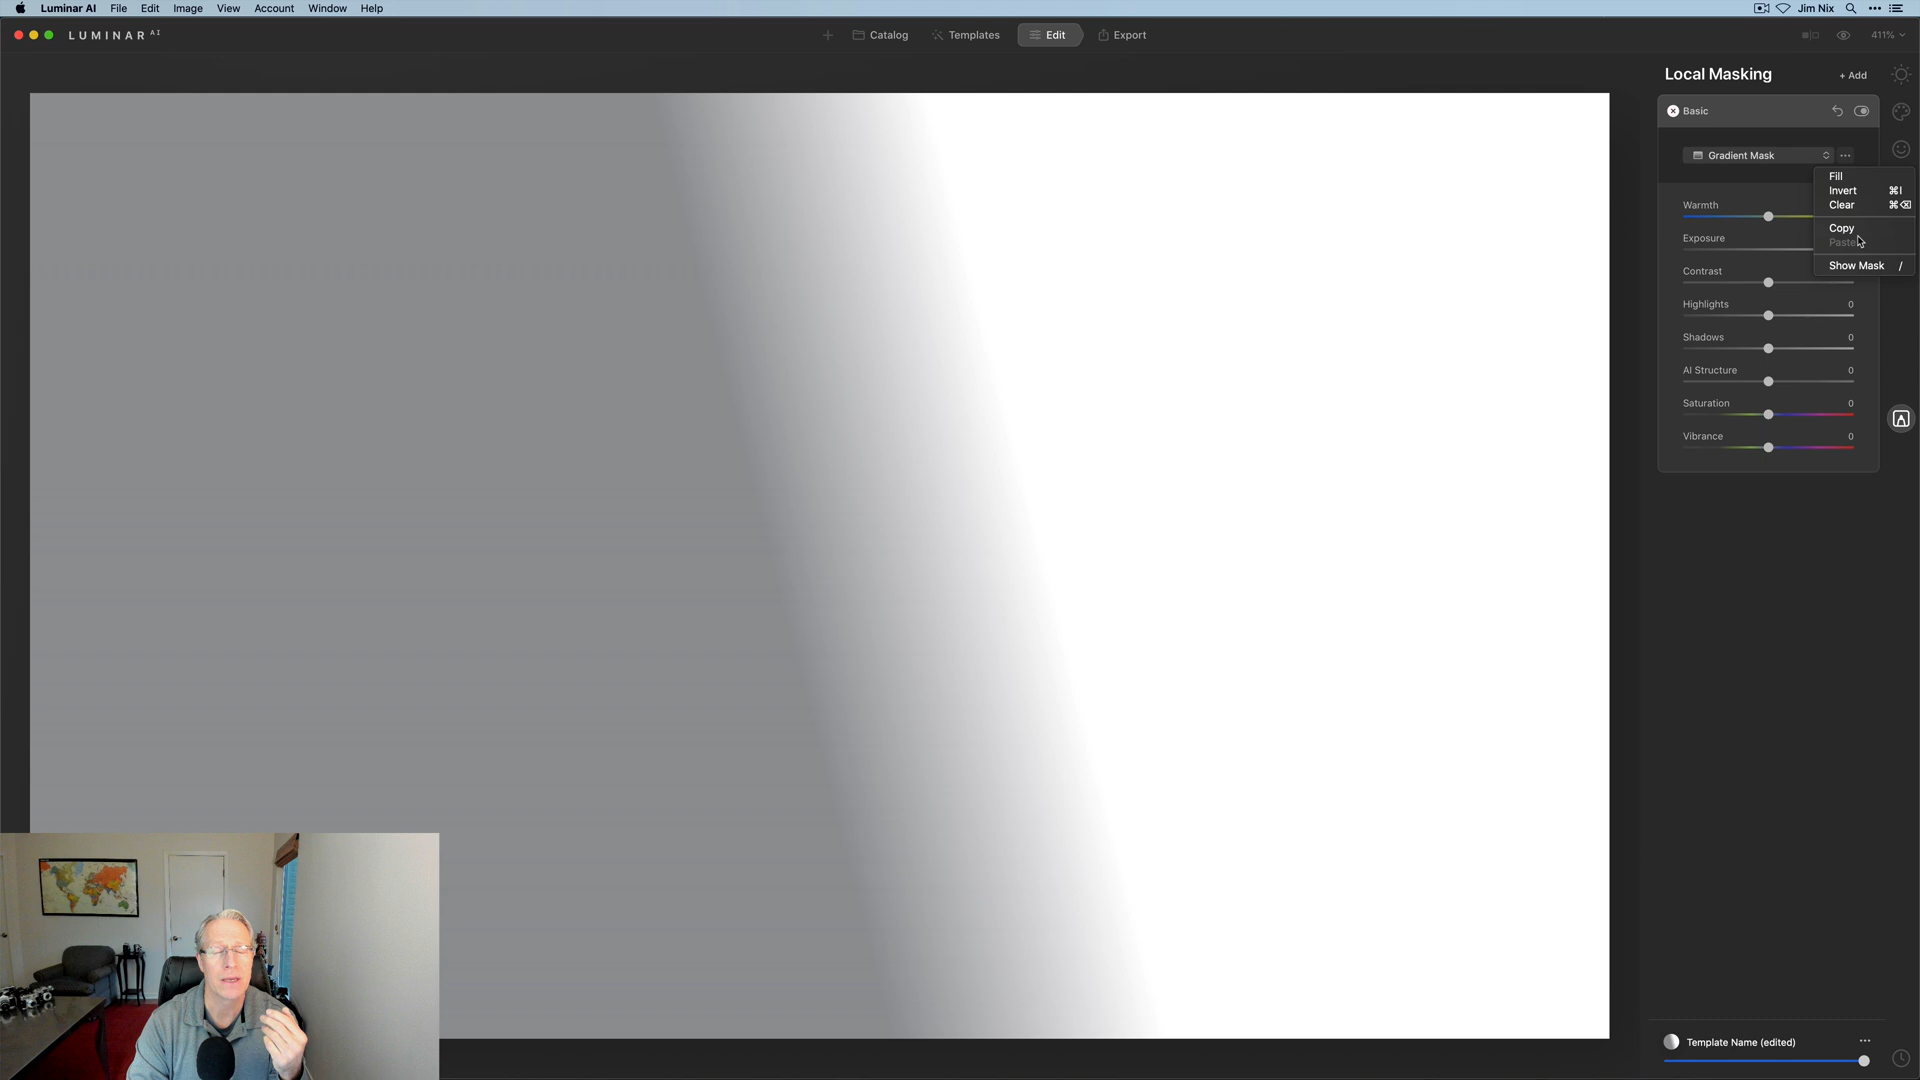 Luminar AI File Edit Image View Account Window Help Jim Nix
LUMINAR AI Catalog Templates Edit Export 411%
Local Masking + Add
Basic
Gradient Mask
Fill
Invert ⌘I
Clear ⌘⌫
Copy
Paste
Show Mask /
Warmth
Exposure
Contrast
Highlights 0
Shadows 0
AI Structure 0
Saturation 0
Vibrance 0
Template Name (edited)